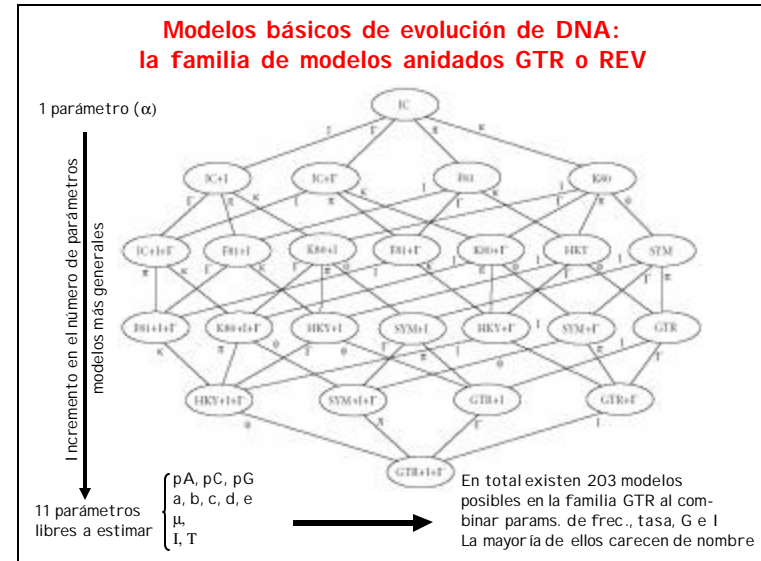 Modelos básicos de evolución de DNA:
la familia de modelos anidados GTR o REV
1 parámetro (α)
Incremento en el número de parámetros
modelos más generales
JC
I Γ π κ
JC+I JC+Γ F81 K80
Γ π κ I π κ I Γ κ I Γ π φ
JC+I+Γ F81+I K80+I F81+Γ K80+Γ HKY SYM
F81+I+Γ K80+I+Γ HKY+I SYM+I HKY+Γ SYM+Γ GTR
HKY+I+Γ SYM+I+Γ GTR+I GTR+Γ
GTR+I+Γ
11 parámetros
libres a estimar
pA, pC, pG
a, b, c, d, e
μ,
I, T
En total existen 203 modelos
posibles en la familia GTR al com-
binar params. de frec., tasa, G e I
La mayoría de ellos carecen de nombre